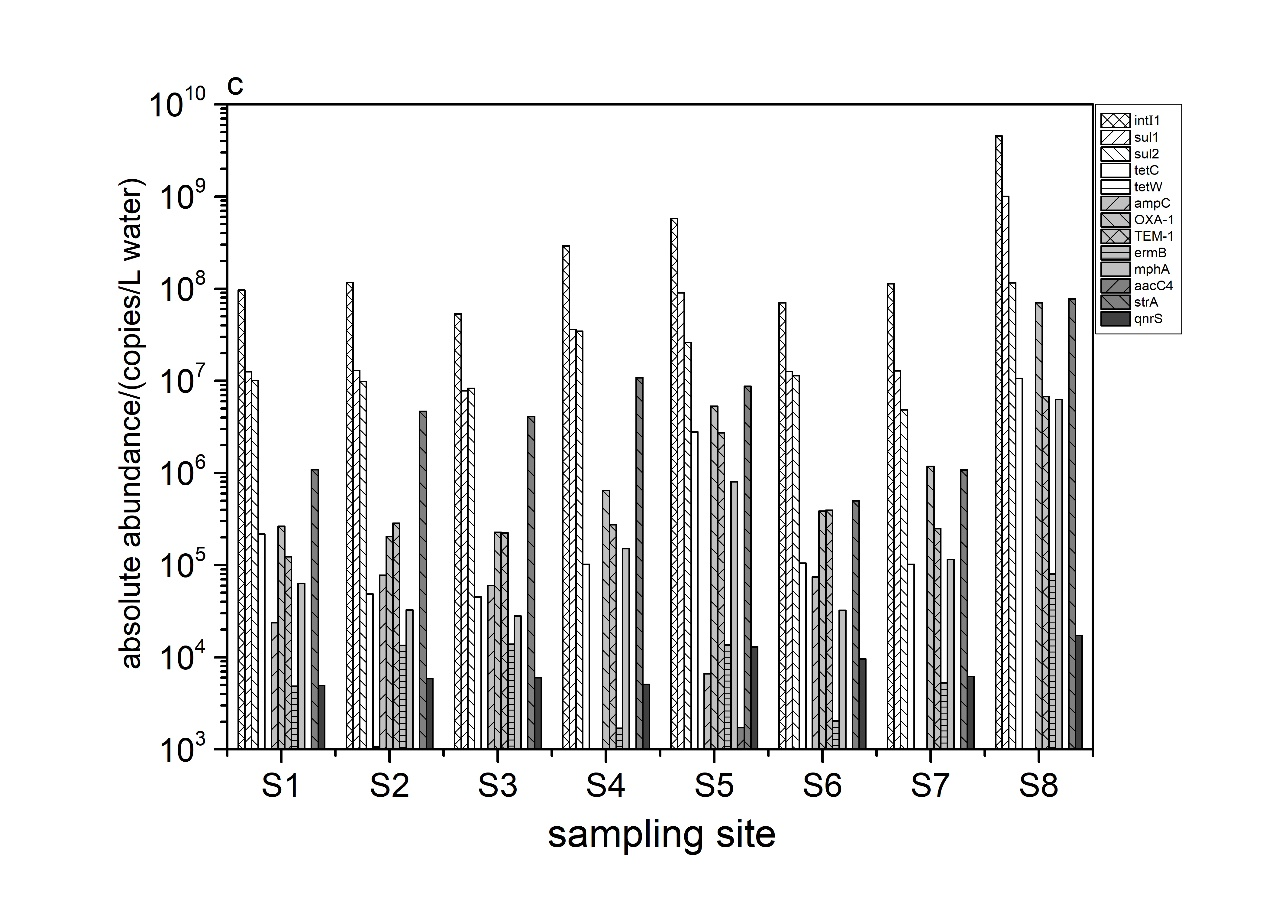 c
10^10
10^9
10^8
10^7
10^6
10^5
10^4
10^3
absolute abundance/(copies/L water)
S1 S2 S3 S4 S5 S6 S7 S8
sampling site
intI1
sul1
sul2
tetC
tetW
ampC
OXA-1
TEM-1
ermB
mphA
aacC4
strA
qnrS